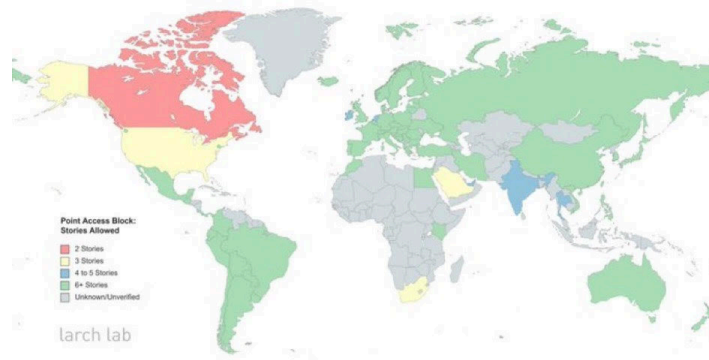 Point Access Block:
Stories Allowed
2 Stories
3 Stories
4 to 5 Stories
6+ Stories
Unknown/Unverified
larch lab